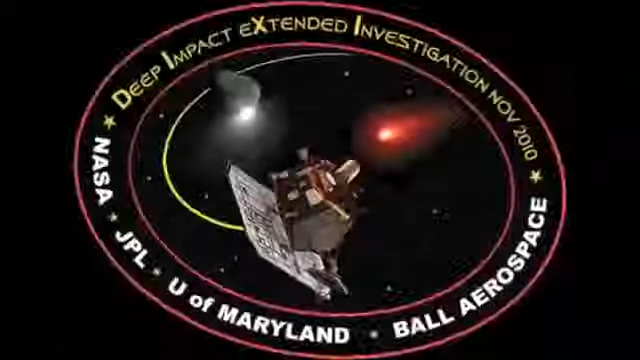 Deep Impact eXtended Investigation Nov 2010
NASA * JPL * U of MARYLAND * BALL AEROSPACE